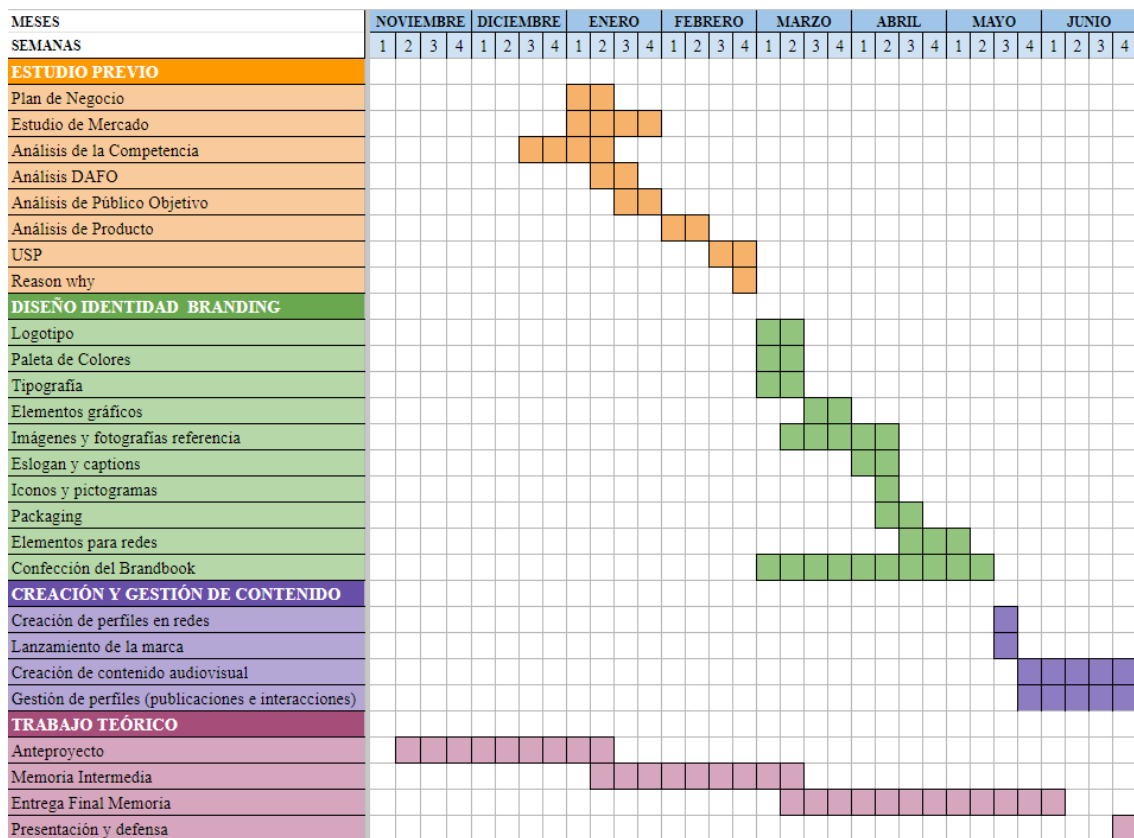 MESES NOVIEMBRE DICIEMBRE ENERO FEBRERO MARZO ABRIL MAYO JUNIO
SEMANAS 1 2 3 4 1 2 3 4 1 2 3 4 1 2 3 4 1 2 3 4 1 2 3 4 1 2 3 4 1 2 3 4
ESTUDIO PREVIO
Plan de Negocio
Estudio de Mercado
Análisis de la Competencia
Análisis DAFO
Análisis de Público Objetivo
Análisis de Producto
USP
Reason why
DISEÑO IDENTIDAD BRANDING
Logotipo
Paleta de Colores
Tipografía
Elementos gráficos
Imágenes y fotografías referencia
Eslogan y captions
Iconos y pictogramas
Packaging
Elementos para redes
Confección del Brandbook
CREACIÓN Y GESTIÓN DE CONTENIDO
Creación de perfiles en redes
Lanzamiento de la marca
Creación de contenido audiovisual
Gestión de perfiles (publicaciones e interacciones)
TRABAJO TEÓRICO
Anteproyecto
Memoria Intermedia
Entrega Final Memoria
Presentación y defensa